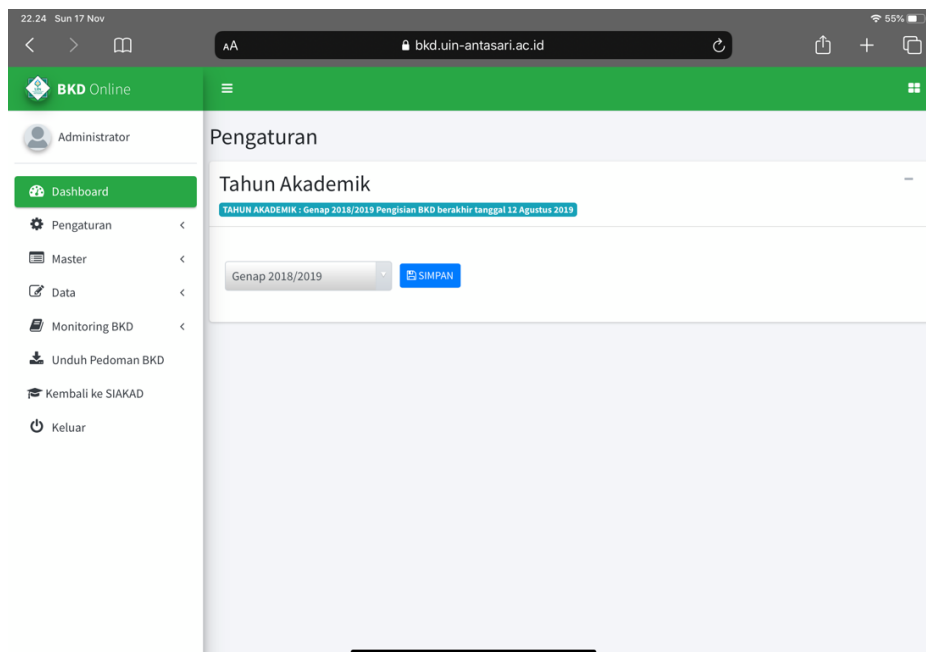 22.24 Sun 17 Nov
55%
AA
bkd.uin-antasari.ac.id
BKD Online
Administrator
Dashboard
Pengaturan
Master
Data
Monitoring BKD
Unduh Pedoman BKD
Kembali ke SIAKAD
Keluar
Pengaturan
Tahun Akademik
TAHUN AKADEMIK : Genap 2018/2019 Pengisian BKD berakhir tanggal 12 Agustus 2019
Genap 2018/2019
SIMPAN